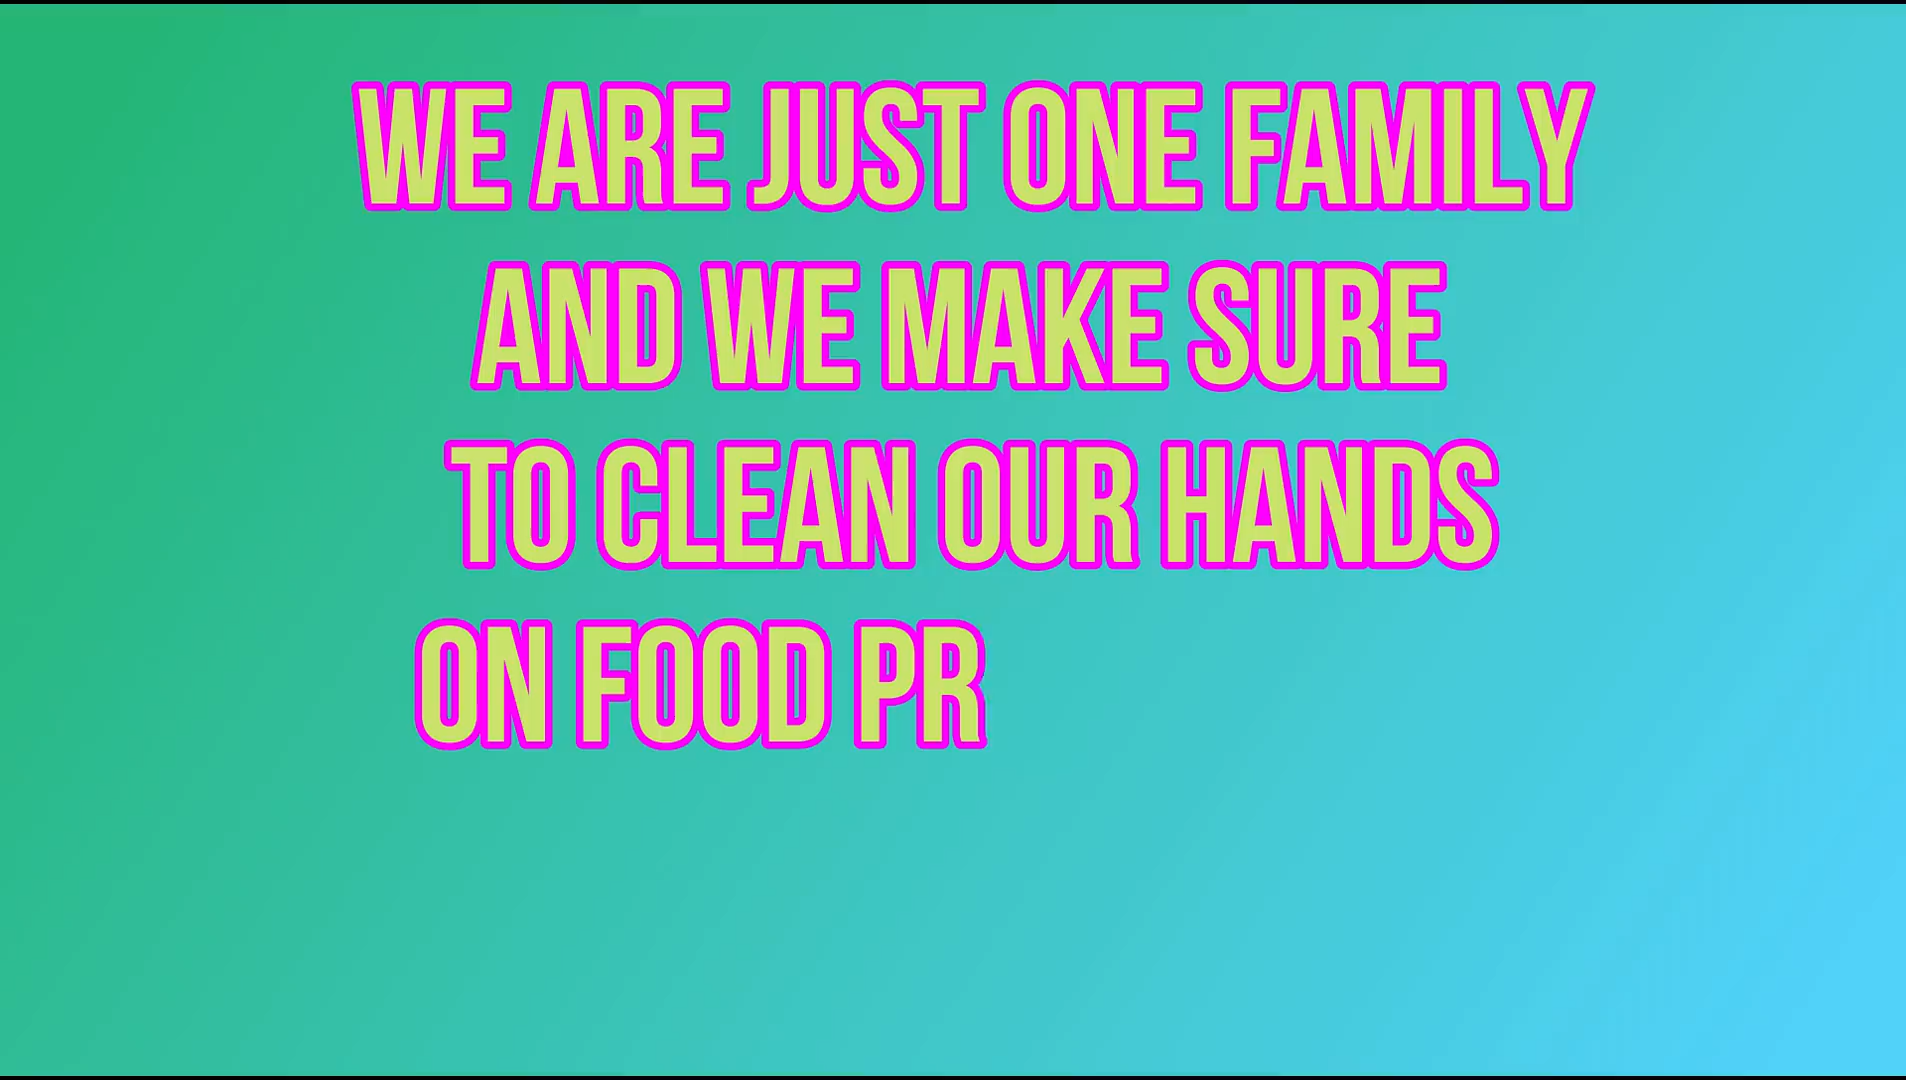 WE ARE JUST ONE FAMILY
AND WE MAKE SURE
TO CLEAN OUR HANDS
ON FOOD PR